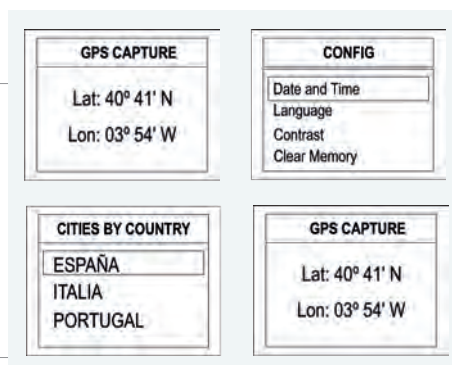 GPS CAPTURE
Lat: 40º 41' N
Lon: 03º 54' W
CONFIG
Date and Time
Language
Contrast
Clear Memory
CITIES BY COUNTRY
ESPAÑA
ITALIA
PORTUGAL
GPS CAPTURE
Lat: 40º 41' N
Lon: 03º 54' W